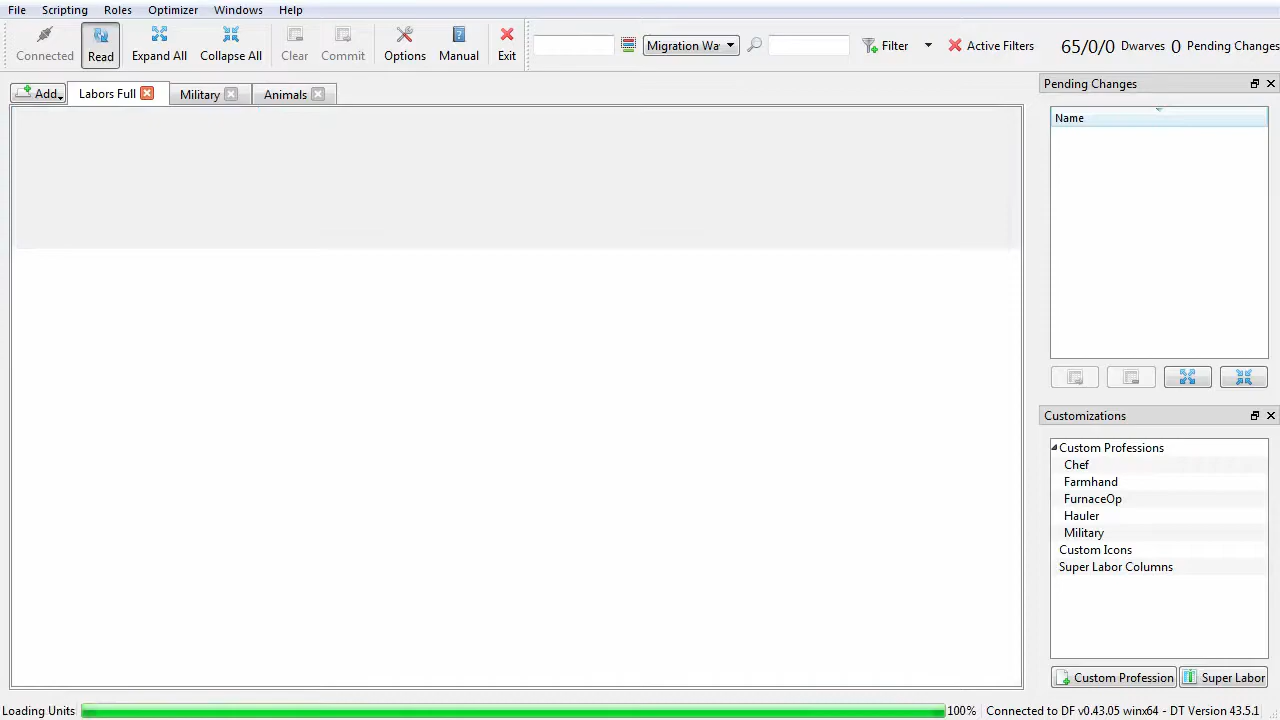 File Scripting Roles Optimizer Windows Help
Connected Read Expand All Collapse All Clear Commit Options Manual Exit Migration Wa Filter Active Filters 65/0/0 Dwarves 0 Pending Changes
Add Labors Full Military Animals
Pending Changes
Name
Customizations
Custom Professions
Chef
Farmhand
FurnaceOp
Hauler
Military
Custom Icons
Super Labor Columns
Custom Profession Super Labor
Loading Units 100% Connected to DF v0.43.05 winx64 - DT Version 43.5.1